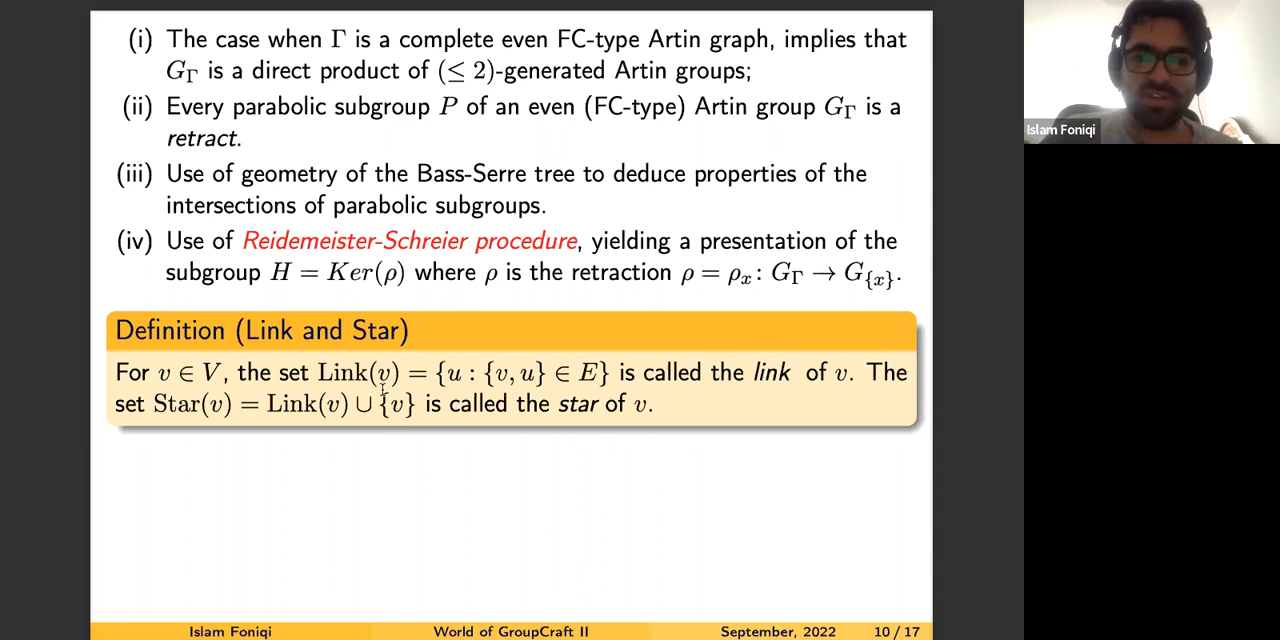 (i) The case when Γ is a complete even FC-type Artin graph, implies that
G_Γ is a direct product of (≤ 2)-generated Artin groups;
(ii) Every parabolic subgroup P of an even (FC-type) Artin group G_Γ is a
retract.
(iii) Use of geometry of the Bass-Serre tree to deduce properties of the
intersections of parabolic subgroups.
(iv) Use of Reidemeister-Schreier procedure, yielding a presentation of the
subgroup H = Ker(ρ) where ρ is the retraction ρ = ρ_x : G_Γ → G_{x}.
Definition (Link and Star)
For v ∈ V, the set Link(v) = {u : {v, u} ∈ E} is called the link of v. The
set Star(v) = Link(v) ∪ {v} is called the star of v.
Islam Foniqi World of GroupCraft II September, 2022 10 / 17
Islam Foniqi